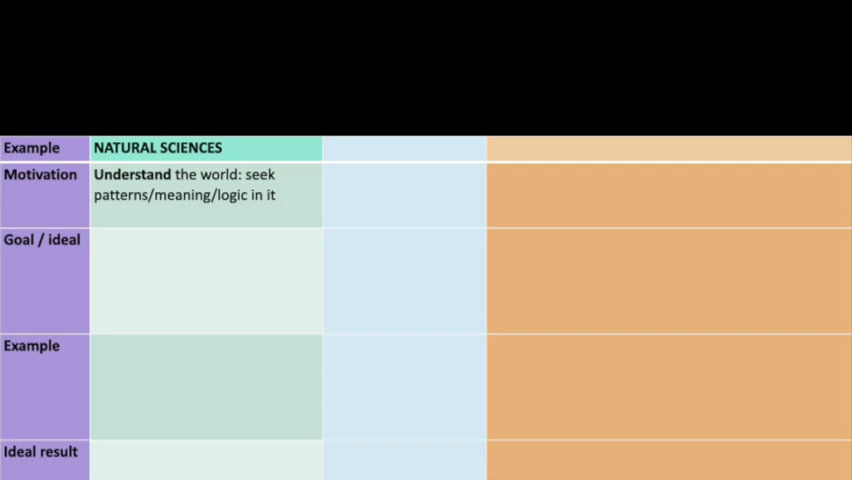 Example
NATURAL SCIENCES
Motivation
Understand the world: seek
patterns/meaning/logic in it
Goal / ideal
Example
Ideal result